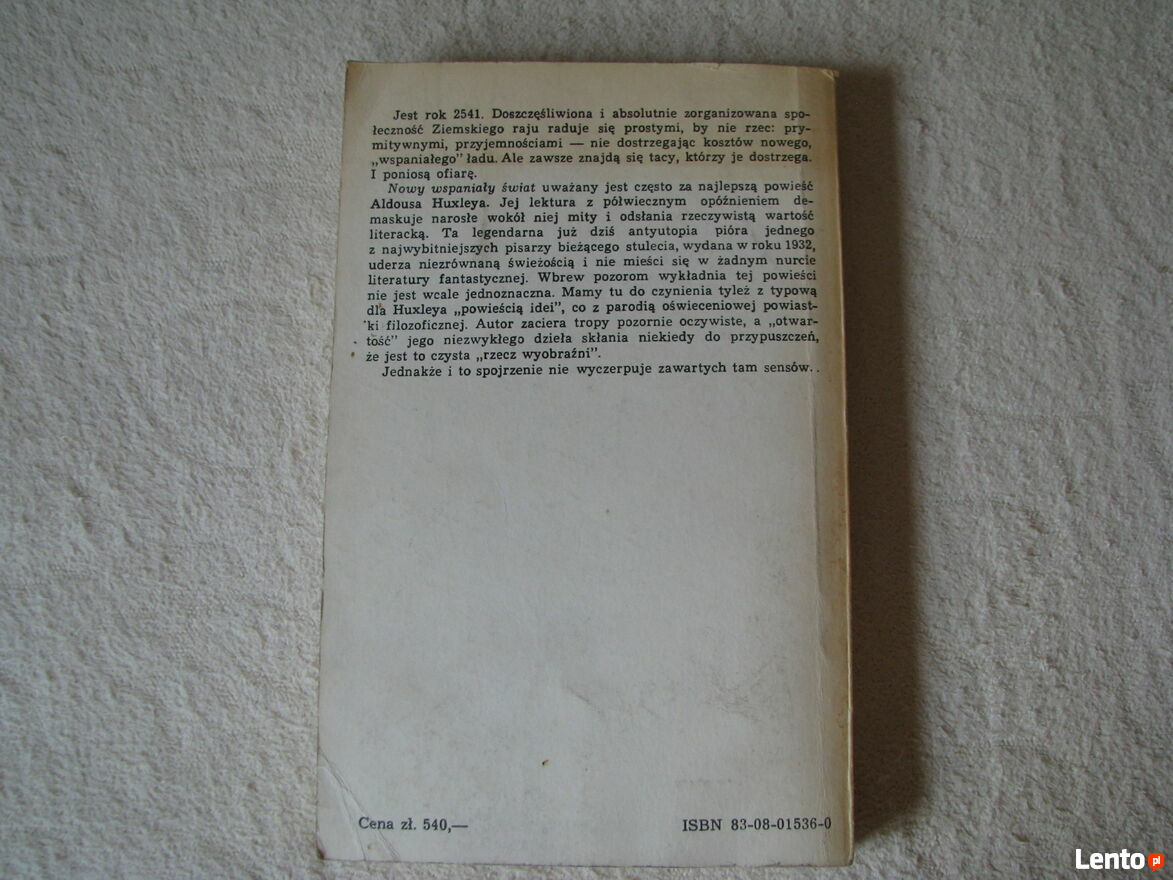 Jest rok 2541. Doszczęśliwiona i absolutnie zorganizowana spo-
łeczność Ziemskiego raju raduje się prostymi, by nie rzec: pry-
mitywnymi, przyjemnościami — nie dostrzegając kosztów nowego,
„wspaniałego” ładu. Ale zawsze znajdą się tacy, którzy je dostrzegą.
I poniosą ofiarę.
Nowy wspaniały świat uważany jest często za najlepszą powieść
Aldousa Huxleya. Jej lektura z półwiecznym opóźnieniem de-
maskuje narosłe wokół niej mity i odsłania rzeczywistą wartość
literacką. Ta legendarna już dziś antyutopia pióra jednego
z najwybitniejszych pisarzy bieżącego stulecia, wydana w roku 1932,
uderza niezrównaną świeżością i nie mieści się w żadnym nurcie
literatury fantastycznej. Wbrew pozorom wykładnia tej powieści
nie jest wcale jednoznaczna. Mamy tu do czynienia tyleż z typową
dla Huxleya „powieścią idei”, co z parodią oświeceniowej powiast-
ki filozoficznej. Autor zaciera tropy pozornie oczywiste, a „otwar-
tość” jego niezwykłego dzieła skłania niekiedy do przypuszczeń,
że jest to czysta „rzecz wyobraźni”.
Jednakże i to spojrzenie nie wyczerpuje zawartych tam sensów..
Cena zł. 540,— ISBN 83-08-01536-0
Lento pl